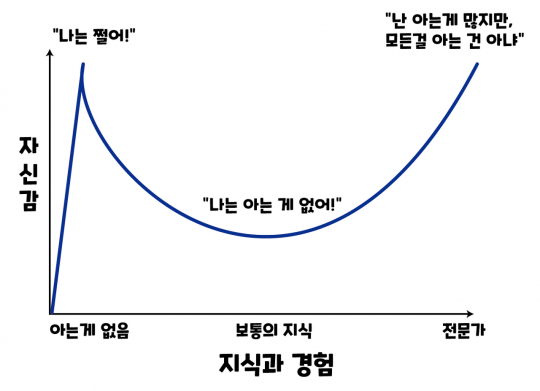 "나는 쩔어!"
"난 아는게 많지만,
모든걸 아는 건 아냐"
자신감
"나는 아는 게 없어!"
아는게 없음
보통의 지식
전문가
지식과 경험